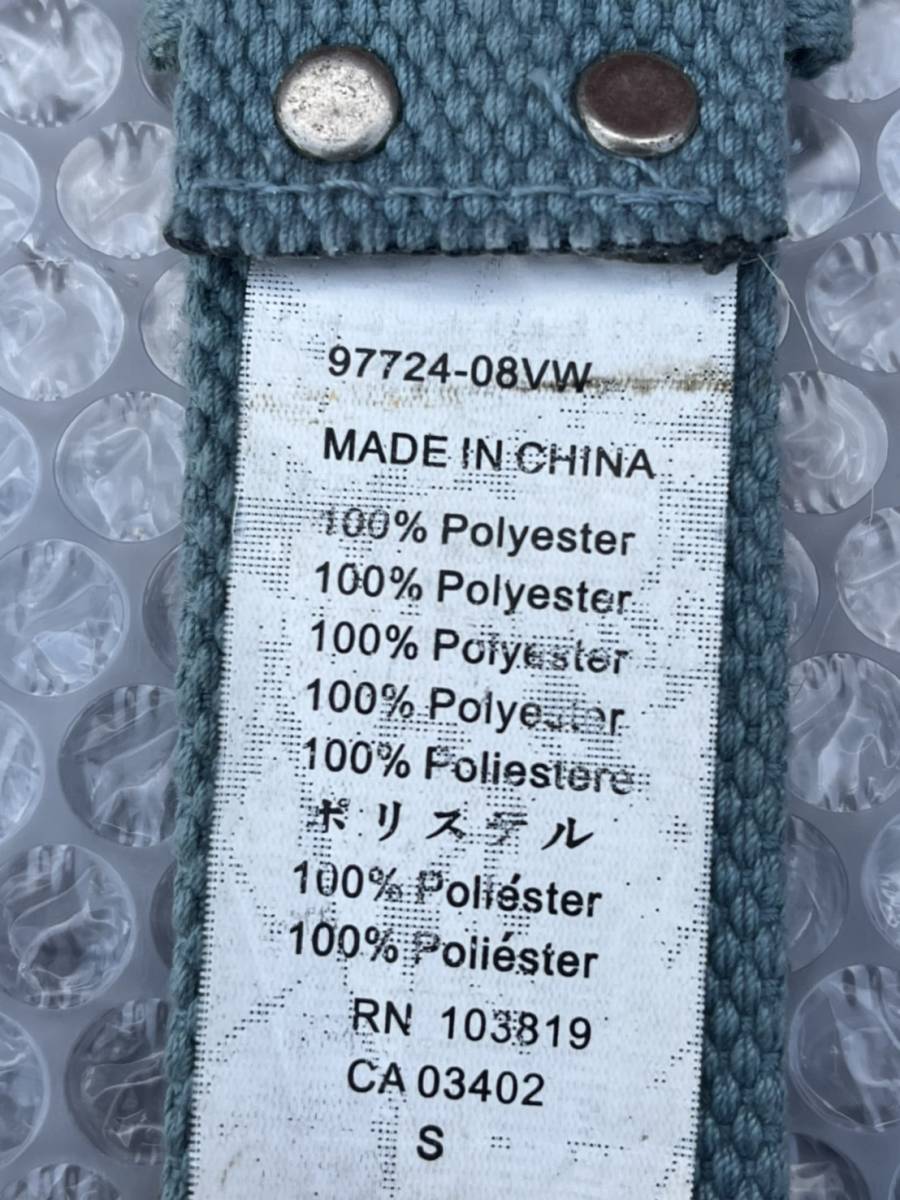 97724-08VW
MADE IN CHINA
100% Polyester
100% Polyester
100% Polyester
100% Polyester
100% Poliestere
ポリステル
100% Poliéster
100% Poliéster
RN 103819
CA 03402
S